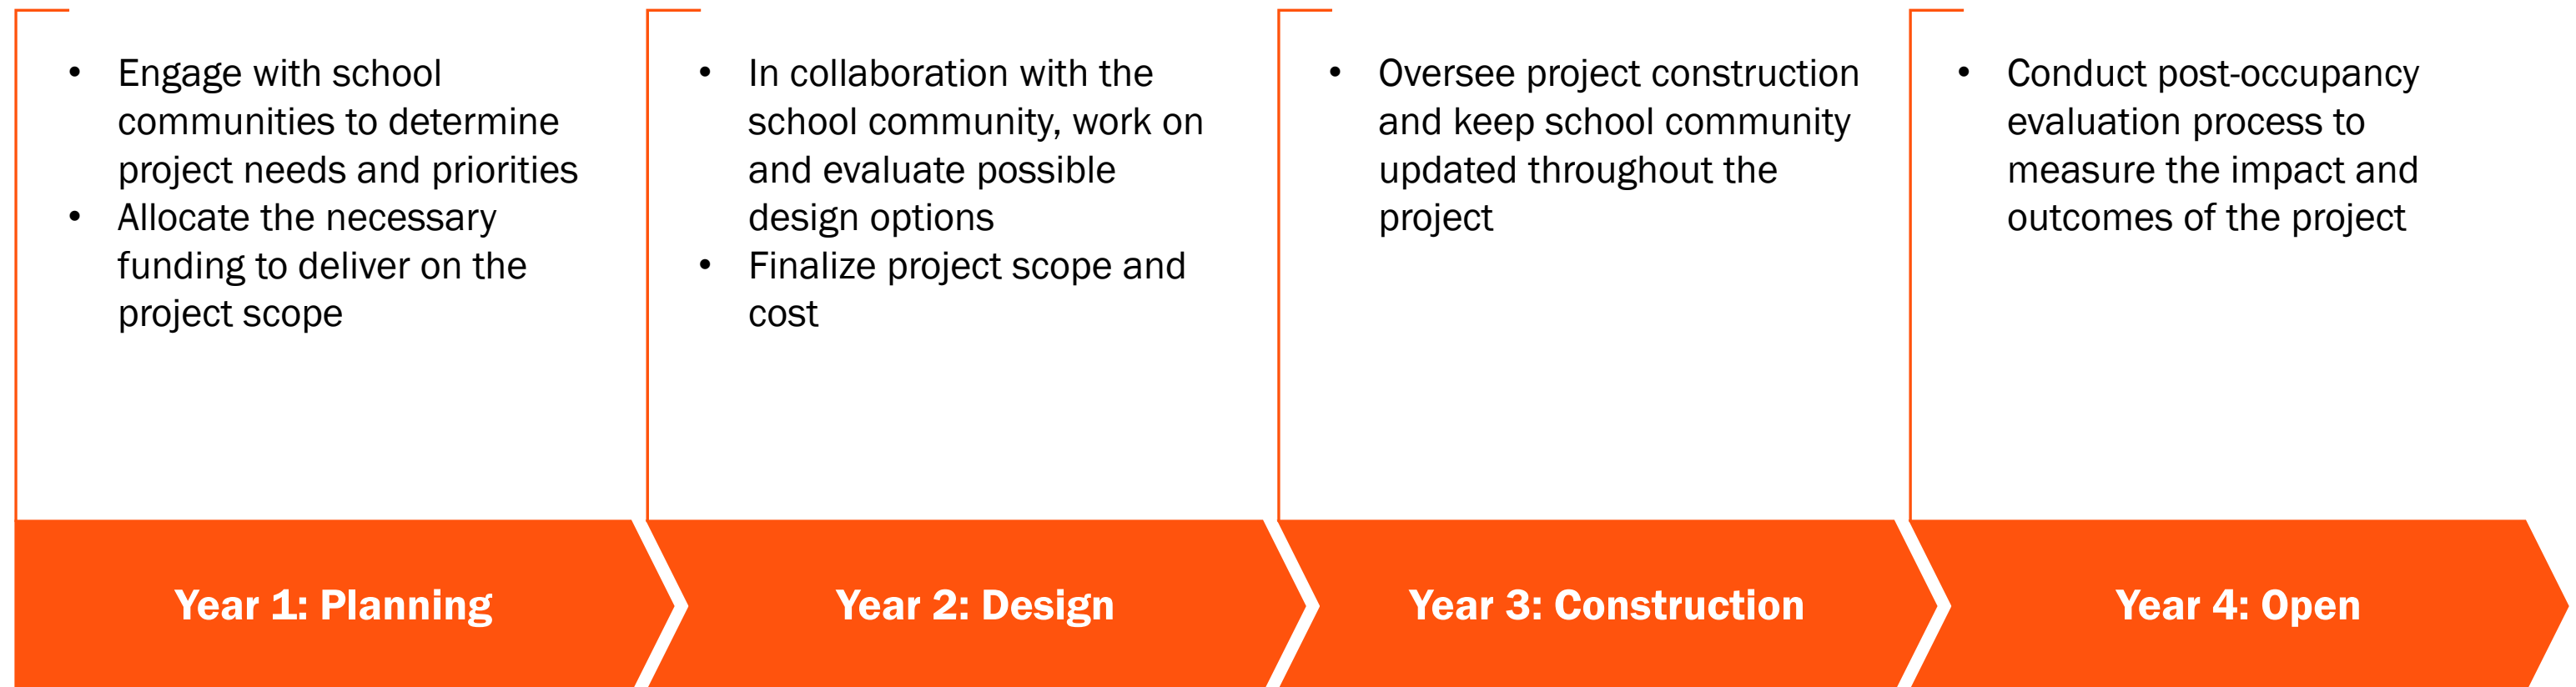 • Engage with school
communities to determine
project needs and priorities
• Allocate the necessary
funding to deliver on the
project scope
• In collaboration with the
school community, work on
and evaluate possible
design options
• Finalize project scope and
cost
• Oversee project construction
and keep school community
updated throughout the
project
• Conduct post-occupancy
evaluation process to
measure the impact and
outcomes of the project
Year 1: Planning
Year 2: Design
Year 3: Construction
Year 4: Open